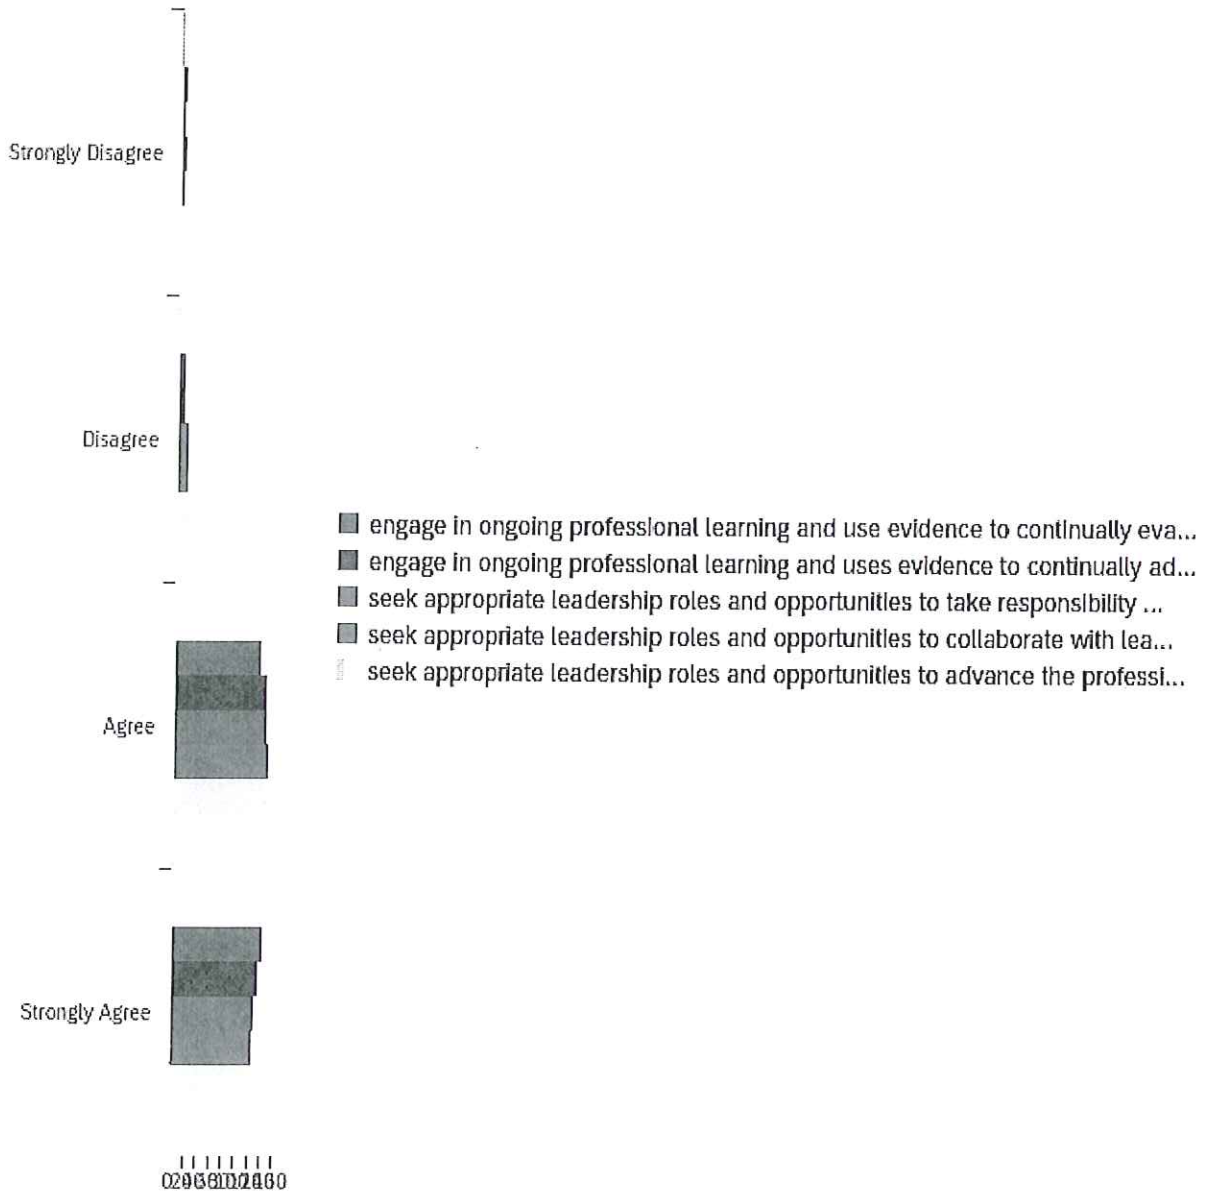 Strongly Disagree
Disagree
engage in ongoing professional learning and use evidence to continually eva...
engage in ongoing professional learning and uses evidence to continually ad...
seek appropriate leadership roles and opportunities to take responsibility ...
seek appropriate leadership roles and opportunities to collaborate with lea...
seek appropriate leadership roles and opportunities to advance the professi...
Agree
Strongly Agree